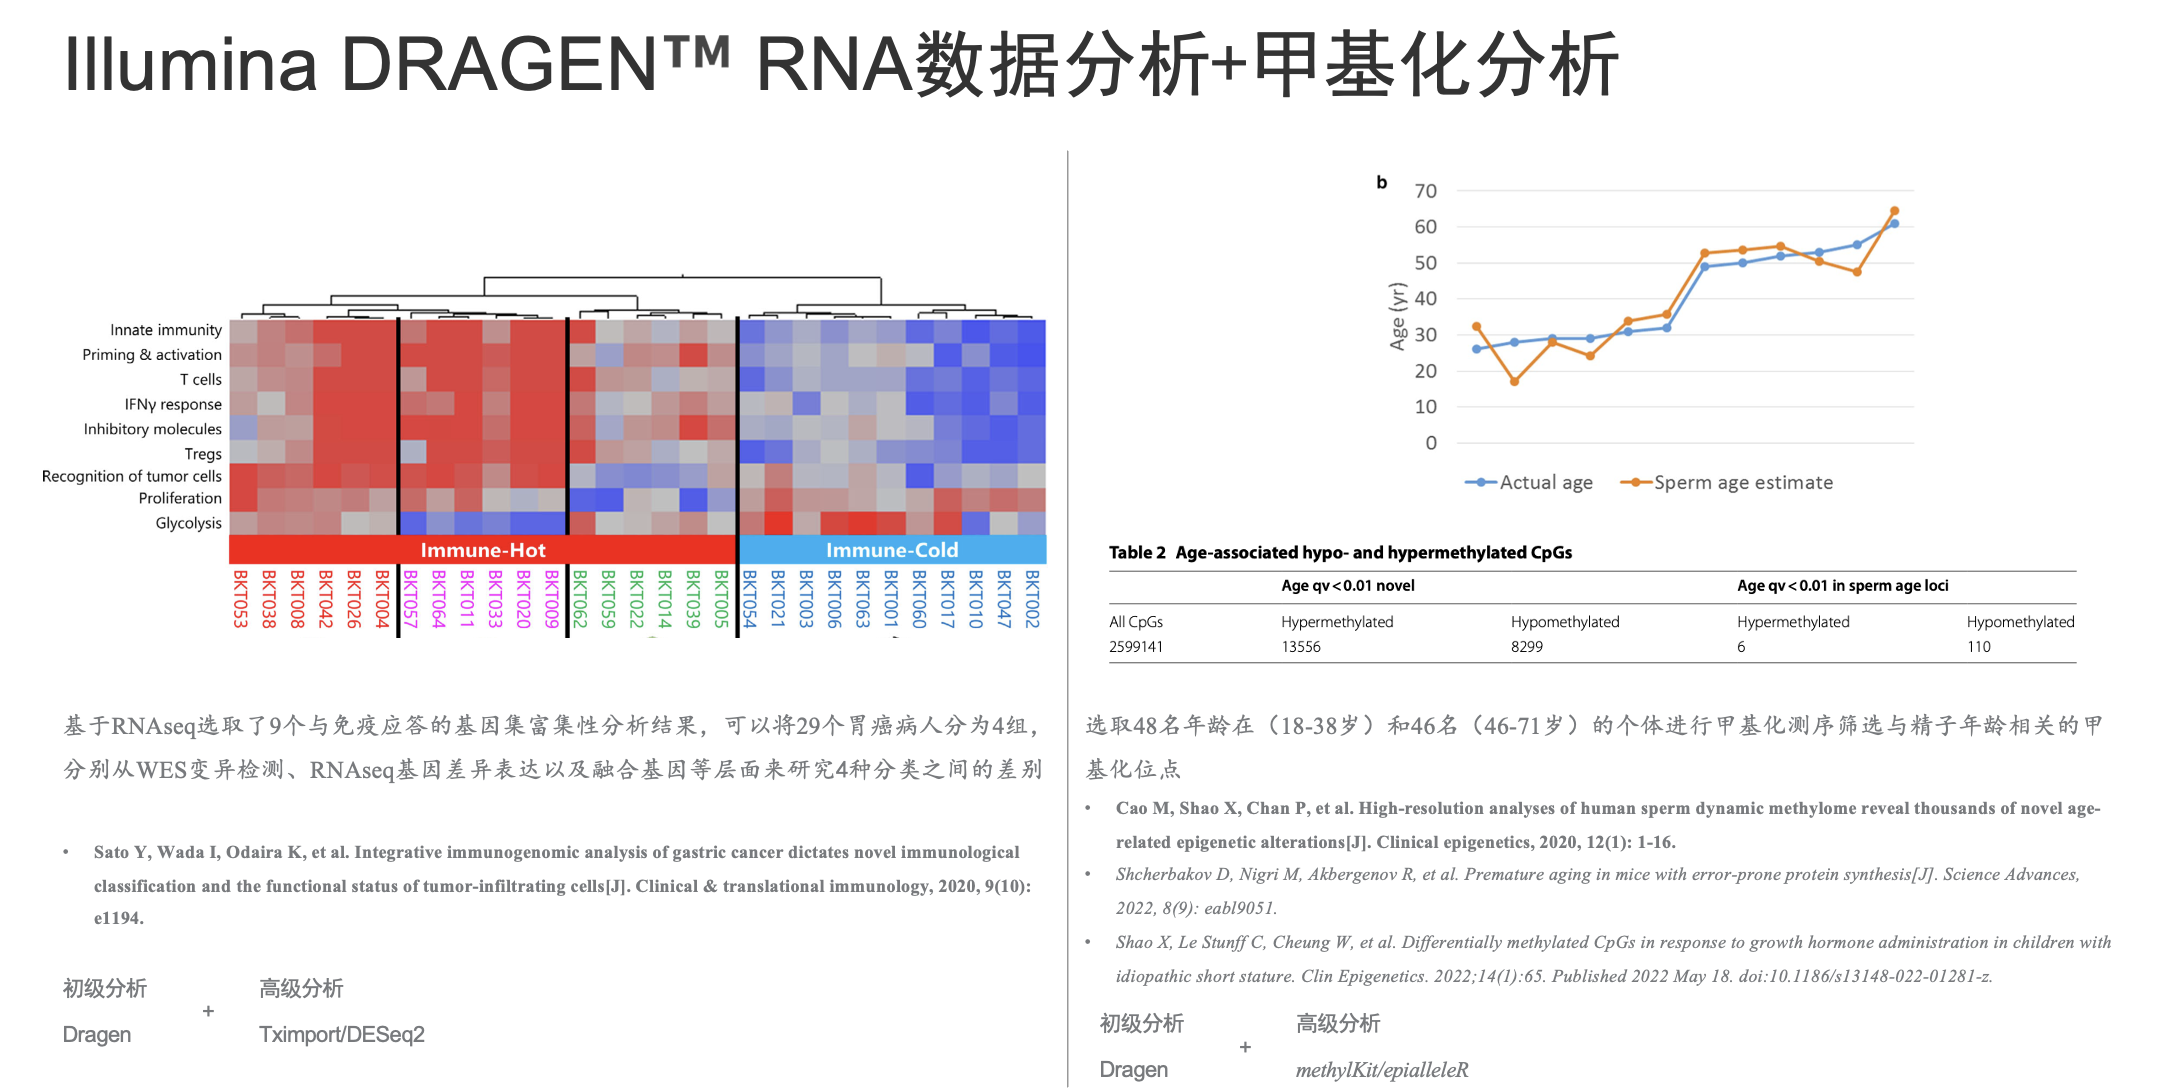 Illumina DRAGEN™ RNA数据分析+甲基化分析
Innate immunity
Priming & activation
T cells
IFNγ response
Inhibitory molecules
Tregs
Recognition of tumor cells
Proliferation
Glycolysis
Immune-Hot Immune-Cold
BKT053 BKT038 BKT008 BKT042 BKT026 BKT004 BKT057 BKT064 BKT011 BKT033 BKT020 BKT009 BKT062 BKT059 BKT022 BKT014 BKT039 BKT005 BKT054 BKT021 BKT003 BKT006 BKT063 BKT001 BKT060 BKT017 BKT010 BKT047 BKT002
基于RNAseq选取了9个与免疫应答的基因集富集性分析结果，可以将29个胃癌病人分为4组，
分别从WES变异检测、RNAseq基因差异表达以及融合基因等层面来研究4种分类之间的差别
• Sato Y, Wada I, Odaira K, et al. Integrative immunogenomic analysis of gastric cancer dictates novel immunological
classification and the functional status of tumor-infiltrating cells[J]. Clinical & translational immunology, 2020, 9(10):
e1194.
初级分析 + 高级分析
Dragen Tximport/DESeq2
b
70
60
50
40
30
20
10
0
Age (yr)
Actual age Sperm age estimate
Table 2 Age-associated hypo- and hypermethylated CpGs
Age qv < 0.01 novel Age qv < 0.01 in sperm age loci
All CpGs Hypermethylated Hypomethylated Hypermethylated Hypomethylated
2599141 13556 8299 6 110
选取48名年龄在（18-38岁）和46名（46-71岁）的个体进行甲基化测序筛选与精子年龄相关的甲
基化位点
• Cao M, Shao X, Chan P, et al. High-resolution analyses of human sperm dynamic methylome reveal thousands of novel age-
related epigenetic alterations[J]. Clinical epigenetics, 2020, 12(1): 1-16.
• Shcherbakov D, Nigri M, Akbergenov R, et al. Premature aging in mice with error-prone protein synthesis[J]. Science Advances,
2022, 8(9): eabl9051.
• Shao X, Le Stunff C, Cheung W, et al. Differentially methylated CpGs in response to growth hormone administration in children with
idiopathic short stature. Clin Epigenetics. 2022;14(1):65. Published 2022 May 18. doi:10.1186/s13148-022-01281-z.
初级分析 + 高级分析
Dragen methylKit/epialleleR